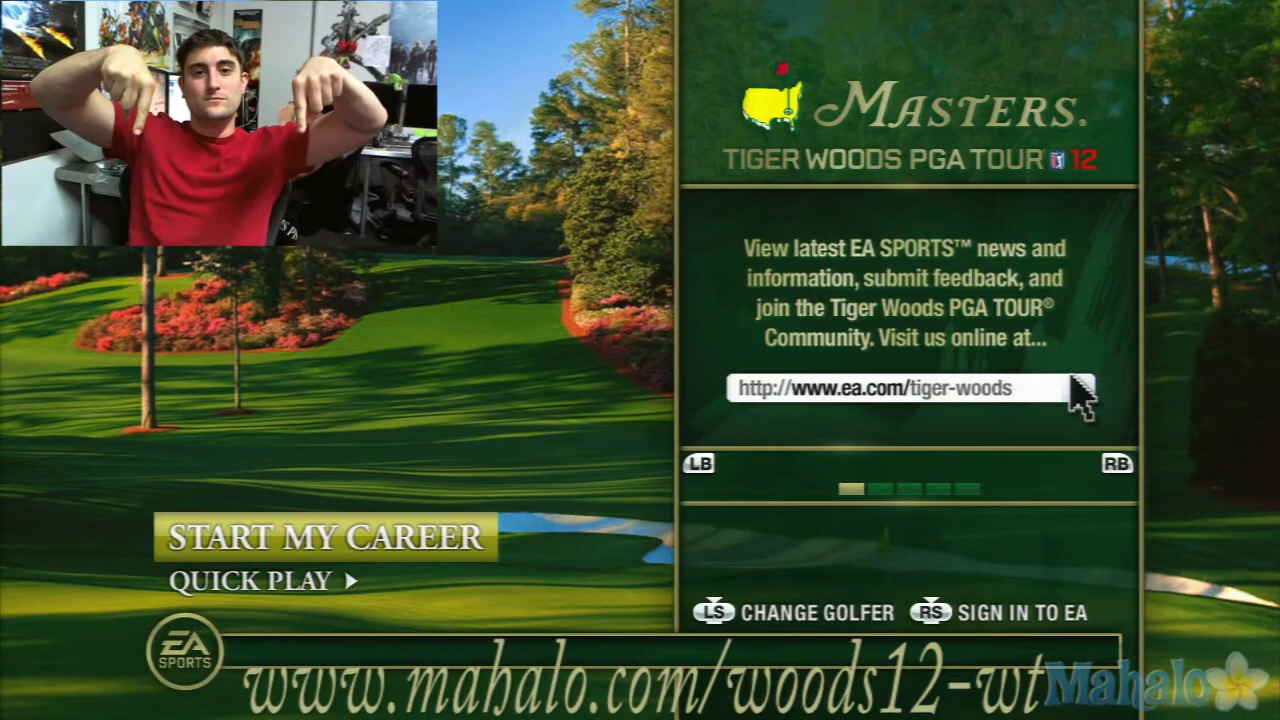 MASTERS.
TIGER WOODS PGA TOUR 12
View latest EA SPORTS™ news and
information, submit feedback, and
join the Tiger Woods PGA TOUR®
Community. Visit us online at...
http://www.ea.com/tiger-woods
LB
RB
START MY CAREER
QUICK PLAY
LS CHANGE GOLFER RS SIGN IN TO EA
EA
SPORTS
www.mahalo.com/woods12-wt
Mahalo